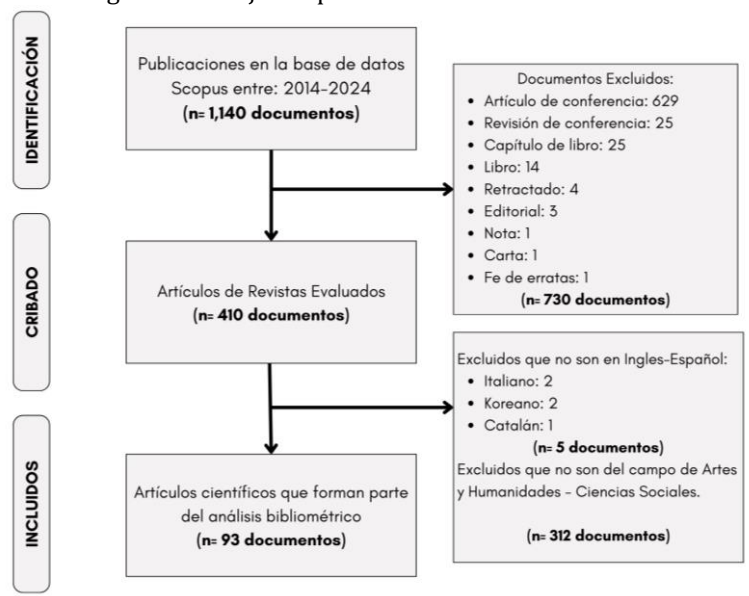 IDENTIFICACIÓN
Publicaciones en la base de datos
Scopus entre: 2014-2024
(n= 1,140 documentos)
Documentos Excluidos:
• Artículo de conferencia: 629
• Revisión de conferencia: 25
• Capítulo de libro: 25
• Libro: 14
• Retractado: 4
• Editorial: 3
• Nota: 1
• Carta: 1
• Fe de erratas: 1
(n= 730 documentos)
CRIBADO
Artículos de Revistas Evaluados
(n= 410 documentos)
Excluidos que no son en Ingles-Español:
• Italiano: 2
• Koreano: 2
• Catalán: 1
(n= 5 documentos)
Excluidos que no son del campo de Artes
y Humanidades - Ciencias Sociales.
(n= 312 documentos)
INCLUIDOS
Artículos científicos que forman parte
del análisis bibliométrico
(n= 93 documentos)